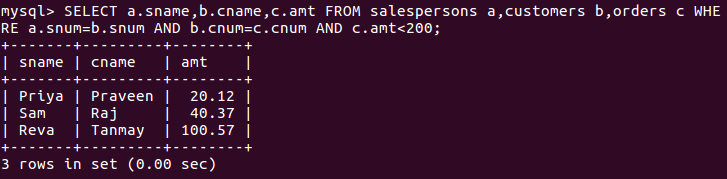 mysql> SELECT a.sname,b.cname,c.amt FROM salespersons a,customers b,orders c WHE
RE a.snum=b.snum AND b.cnum=c.cnum AND c.amt<200;
+-------+---------+--------+
| sname | cname   | amt    |
+-------+---------+--------+
| Priya | Praveen |  20.12 |
| Sam   | Raj     |  40.37 |
| Reva  | Tanmay  | 100.57 |
+-------+---------+--------+
3 rows in set (0.00 sec)